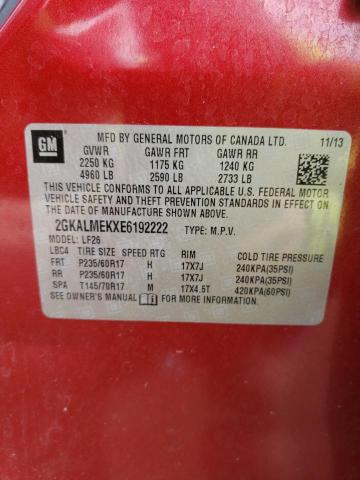 GM
MFD BY GENERAL MOTORS OF CANADA LTD. 11/13
GVWR GAWR FRT GAWR RR
2250 KG 1175 KG 1240 KG
4960 LB 2590 LB 2733 LB
THIS VEHICLE CONFORMS TO ALL APPLICABLE U.S. FEDERAL MOTOR
VEHICLE SAFETY AND THEFT PREVENTION STANDARDS
IN EFFECT ON THE DATE OF MANUFACTURE SHOWN ABOVE.
2GKALMEKXE6192222 TYPE: M.P.V.
MODEL: LF26
LBC4 TIRE SIZE SPEED RTG RIM COLD TIRE PRESSURE
FRT P235/60R17 H 17X7J 240KPA(35PSI)
RR P235/60R17 H 17X7J 240KPA(35PSI)
SPA T145/70R17 M 17X4.5T 420KPA(60PSI)
SEE OWNER'S MANUAL FOR MORE INFORMATION.